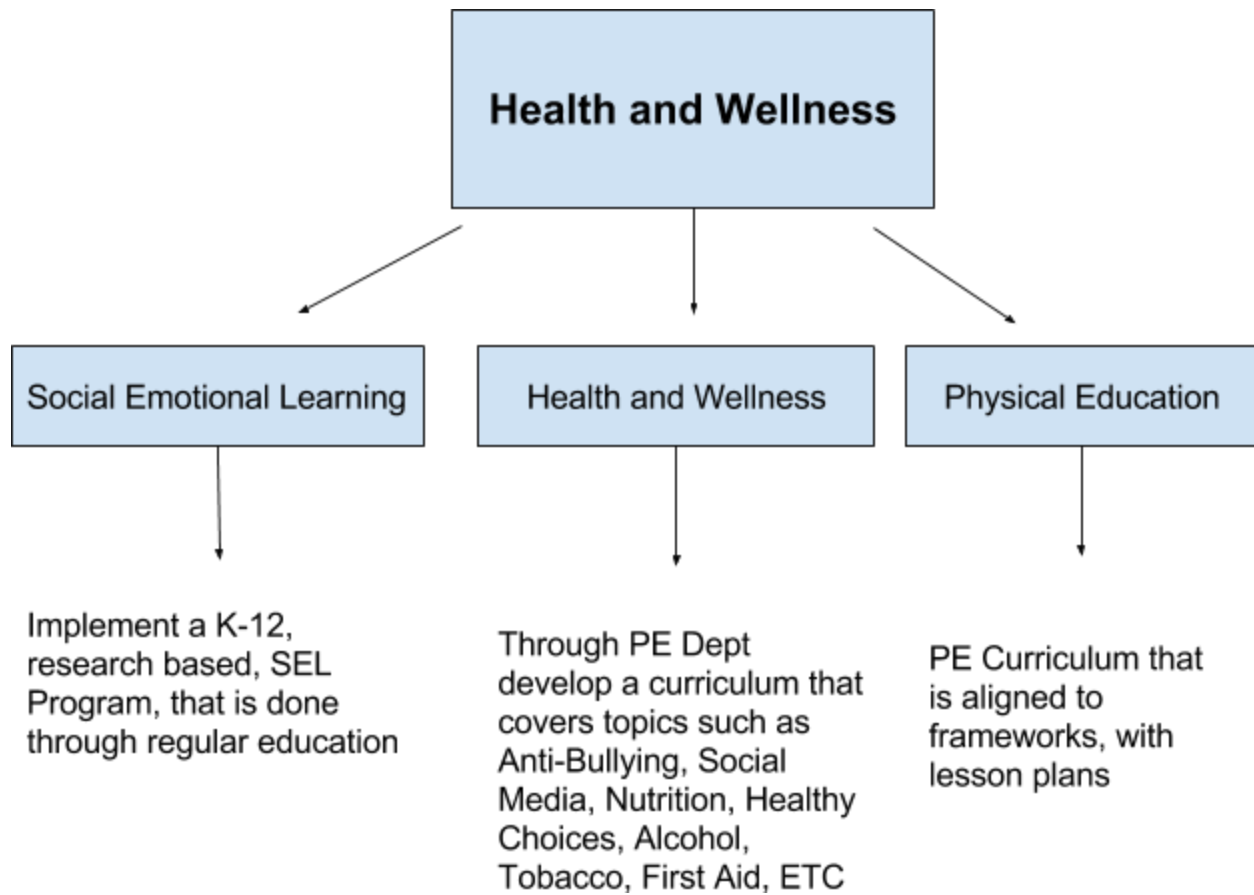 Health and Wellness
Social Emotional Learning
Health and Wellness
Physical Education
Implement a K-12,
research based, SEL
Program, that is done
through regular education
Through PE Dept
develop a curriculum that
covers topics such as
Anti-Bullying, Social
Media, Nutrition, Healthy
Choices, Alcohol,
Tobacco, First Aid, ETC
PE Curriculum that
is aligned to
frameworks, with
lesson plans